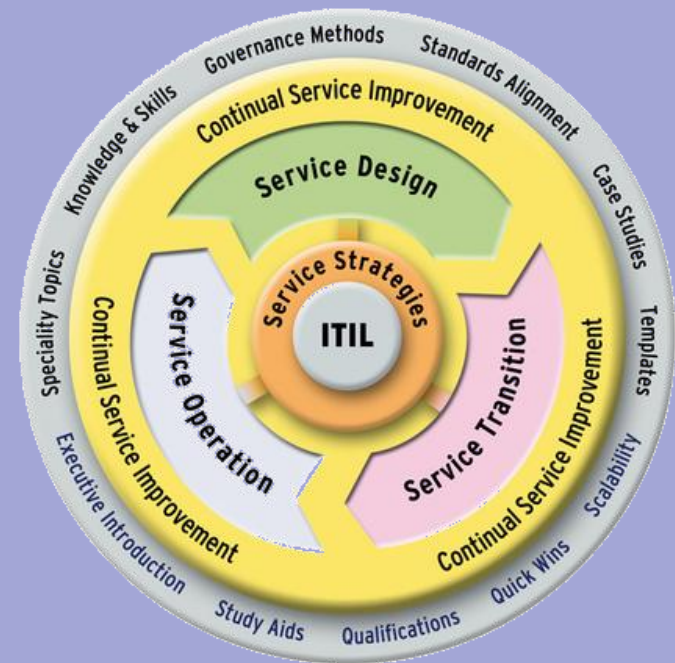 Governance Methods
Standards Alignment
Case Studies
Templates
Scalability
Quick Wins
Qualifications
Study Aids
Executive Introduction
Speciality Topics
Knowledge & Skills
Continual Service Improvement
Continual Service Improvement
Continual Service Improvement
Service Design
Service Transition
Service Operation
Service Strategies
ITIL